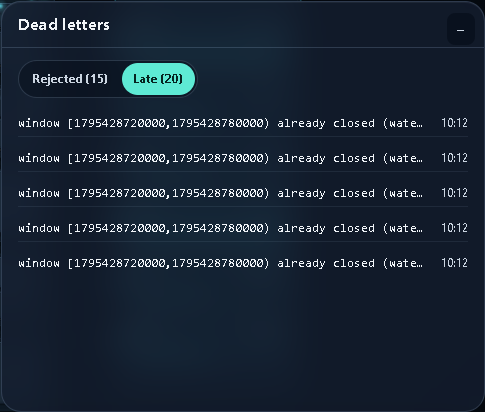 Dead letters
–
Rejected (15) Late (20)
window [1795428720000,1795428780000) already closed (wate… 10:12
window [1795428720000,1795428780000) already closed (wate… 10:12
window [1795428720000,1795428780000) already closed (wate… 10:12
window [1795428720000,1795428780000) already closed (wate… 10:12
window [1795428720000,1795428780000) already closed (wate… 10:12